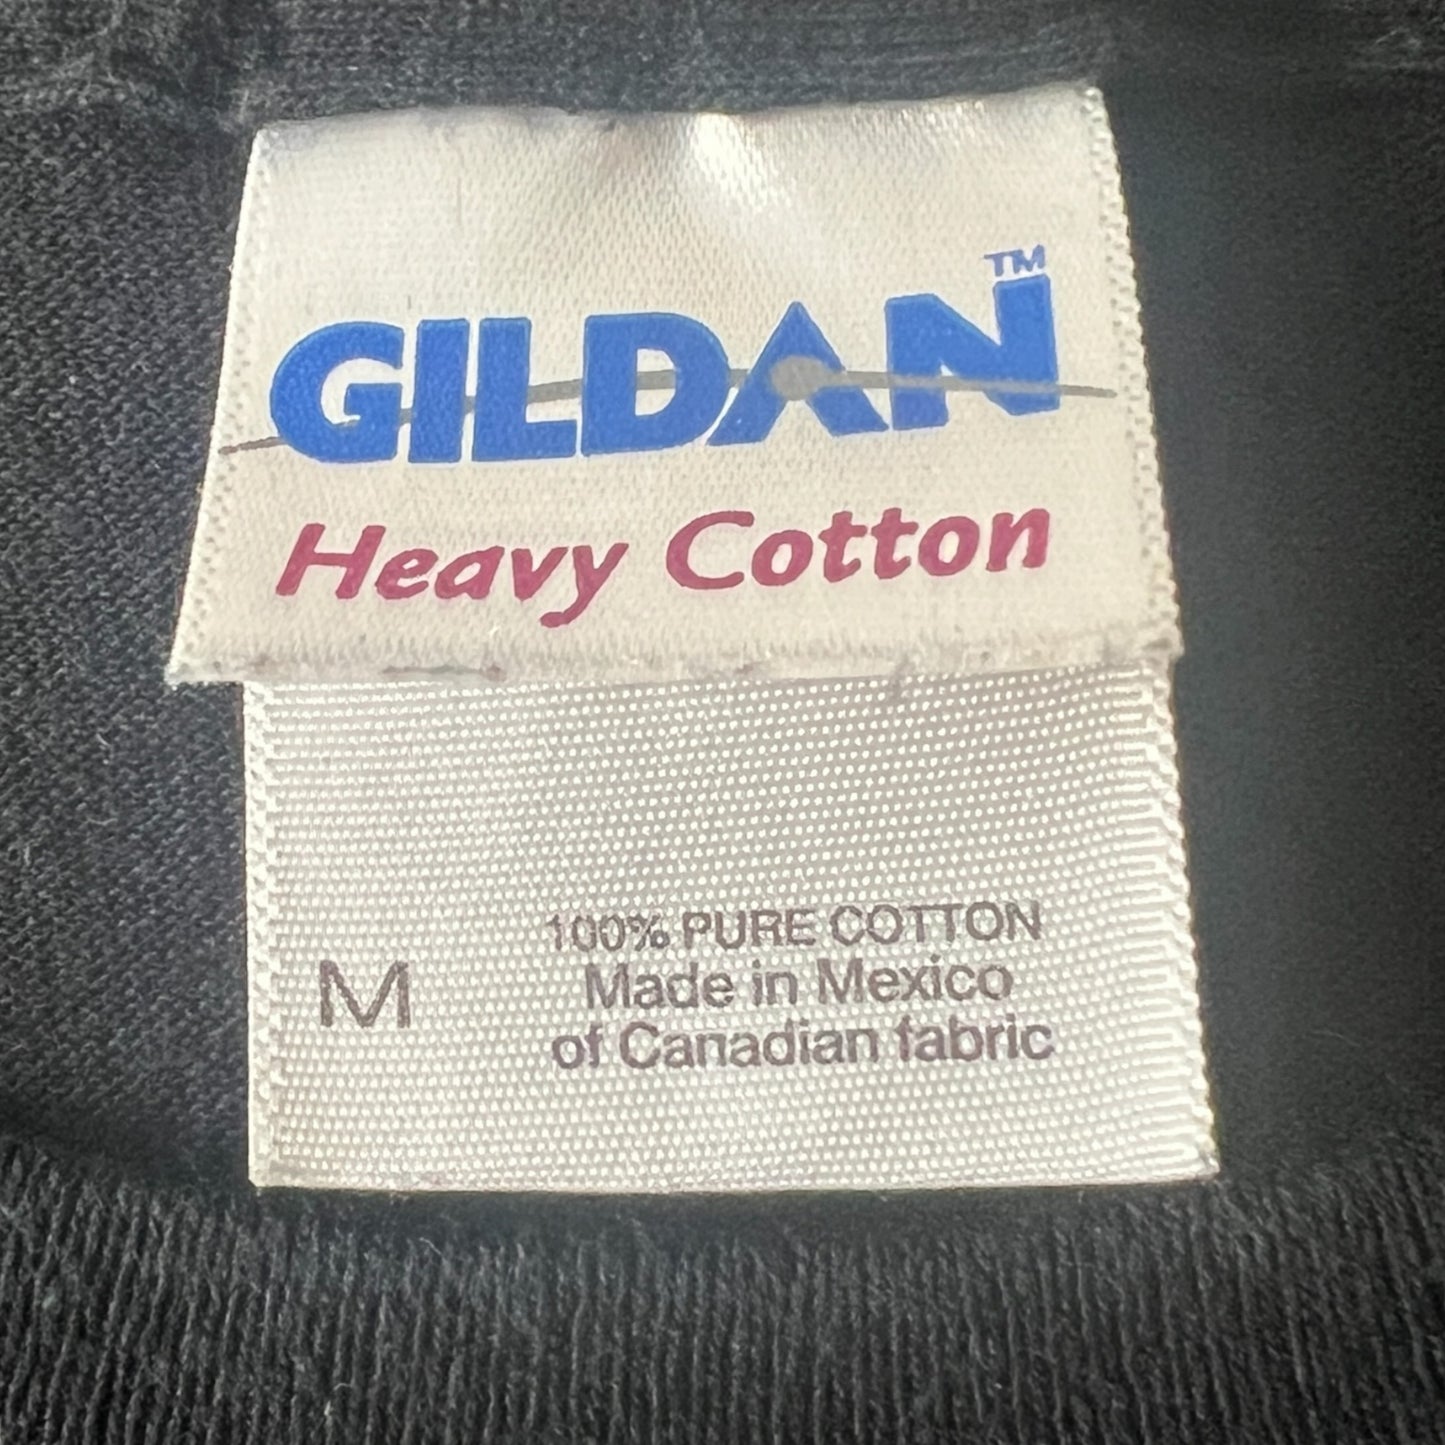 GILDAN™
Heavy Cotton
M
100% PURE COTTON
Made in Mexico
of Canadian fabric